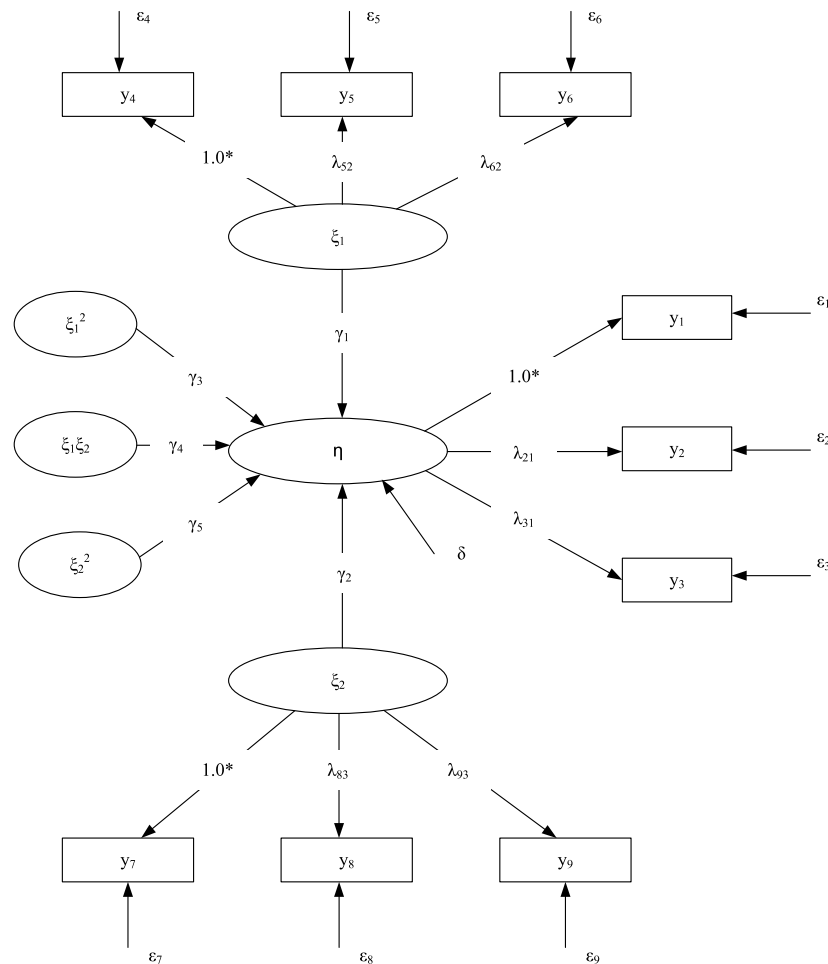 ε₄ ε₅ ε₆
y₄ y₅ y₆
1.0* λ₅₂ λ₆₂
ξ₁
ξ₁² γ₁ y₁ ε₁
γ₃ 1.0*
ξ₁ξ₂ γ₄ η λ₂₁ y₂ ε₂
γ₅ λ₃₁
ξ₂² γ₂ δ y₃ ε₃
ξ₂
1.0* λ₈₃ λ₉₃
y₇ y₈ y₉
ε₇ ε₈ ε₉